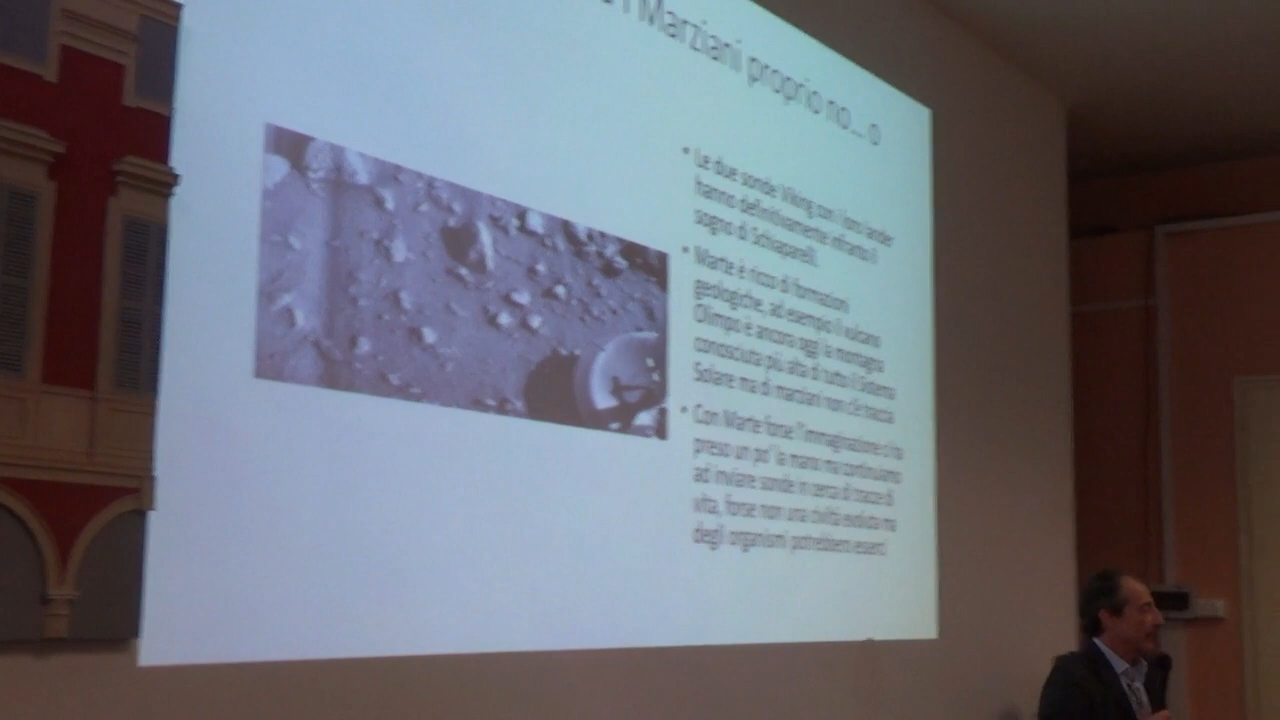 i Marziani proprio no... o
• Le due sonde Viking con i loro lander
hanno definitivamente infranto il
sogno di Schiaparelli.
• Marte è ricco di formazioni
geologiche, ad esempio il vulcano
Olimpo è ancora oggi la montagna
conosciuta più alta di tutto il Sistema
Solare ma di marziani non c'è traccia
• Con Marte forse l'immaginazione ci ha
preso un po' la mano ma continuiamo
ad inviare sonde in cerca di tracce di
vita, forse non una civiltà evoluta ma
degli organismi potrebbero esserci